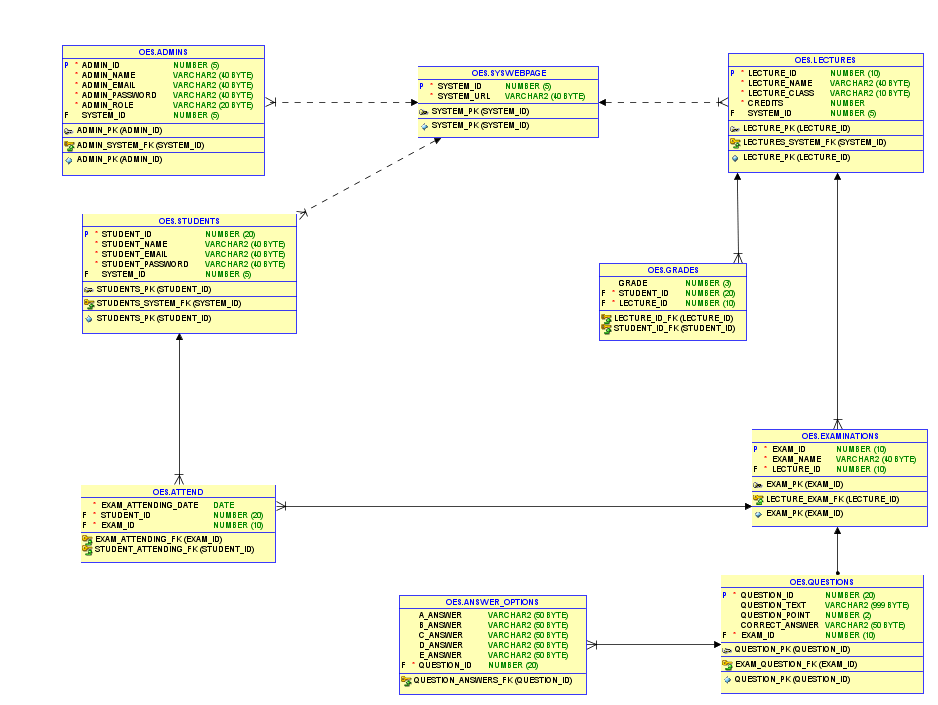 OES.ADMINS
P * ADMIN_ID NUMBER (5)
* ADMIN_NAME VARCHAR2 (40 BYTE)
* ADMIN_EMAIL VARCHAR2 (40 BYTE)
* ADMIN_PASSWORD VARCHAR2 (40 BYTE)
* ADMIN_ROLE VARCHAR2 (20 BYTE)
F SYSTEM_ID NUMBER (5)
ADMIN_PK (ADMIN_ID)
ADMIN_SYSTEM_FK (SYSTEM_ID)
ADMIN_PK (ADMIN_ID)
OES.SYSWEBPAGE
P * SYSTEM_ID NUMBER (5)
* SYSTEM_URL VARCHAR2 (40 BYTE)
SYSTEM_PK (SYSTEM_ID)
SYSTEM_PK (SYSTEM_ID)
OES.LECTURES
P * LECTURE_ID NUMBER (10)
* LECTURE_NAME VARCHAR2 (40 BYTE)
* LECTURE_CLASS VARCHAR2 (40 BYTE)
* CREDITS NUMBER
F SYSTEM_ID NUMBER (5)
LECTURE_PK (LECTURE_ID)
LECTURES_SYSTEM_FK (SYSTEM_ID)
LECTURE_PK (LECTURE_ID)
OES.STUDENTS
P * STUDENT_ID NUMBER (20)
* STUDENT_NAME VARCHAR2 (40 BYTE)
* STUDENT_EMAIL VARCHAR2 (40 BYTE)
* STUDENT_PASSWORD VARCHAR2 (40 BYTE)
F SYSTEM_ID NUMBER (5)
STUDENTS_PK (STUDENT_ID)
STUDENTS_SYSTEM_FK (SYSTEM_ID)
STUDENTS_PK (STUDENT_ID)
OES.GRADES
GRADE NUMBER (3)
F * STUDENT_ID NUMBER (20)
F * LECTURE_ID NUMBER (10)
LECTURE_ID_FK (LECTURE_ID)
STUDENT_ID_FK (STUDENT_ID)
OES.EXAMINATIONS
P * EXAM_ID NUMBER (10)
* EXAM_NAME VARCHAR2 (40 BYTE)
F * LECTURE_ID NUMBER (10)
EXAM_PK (EXAM_ID)
LECTURE_EXAM_FK (LECTURE_ID)
EXAM_PK (EXAM_ID)
OES.ATTEND
* EXAM_ATTENDING_DATE DATE
F * STUDENT_ID NUMBER (20)
F * EXAM_ID NUMBER (10)
EXAM_ATTENDING_FK (EXAM_ID)
STUDENT_ATTENDING_FK (STUDENT_ID)
OES.QUESTIONS
P * QUESTION_ID NUMBER (20)
QUESTION_TEXT VARCHAR2 (999 BYTE)
QUESTION_POINT NUMBER (2)
CORRECT_ANSWER VARCHAR2 (50 BYTE)
F * EXAM_ID NUMBER (10)
QUESTION_PK (QUESTION_ID)
EXAM_QUESTION_FK (EXAM_ID)
QUESTION_PK (QUESTION_ID)
OES.ANSWER_OPTIONS
A_ANSWER VARCHAR2 (50 BYTE)
B_ANSWER VARCHAR2 (50 BYTE)
C_ANSWER VARCHAR2 (50 BYTE)
D_ANSWER VARCHAR2 (50 BYTE)
E_ANSWER VARCHAR2 (50 BYTE)
F * QUESTION_ID NUMBER (20)
QUESTION_ANSWERS_FK (QUESTION_ID)